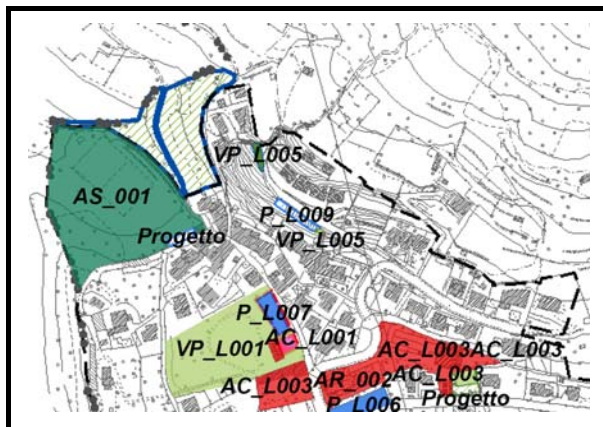 VP_L005
AS_001
P_L009
Progetto
VP_L005
P_L007
AC_L001
VP_L001
AC_L003AC_L003
AC_L003
AR_002
AC_L003
Progetto
P_L006